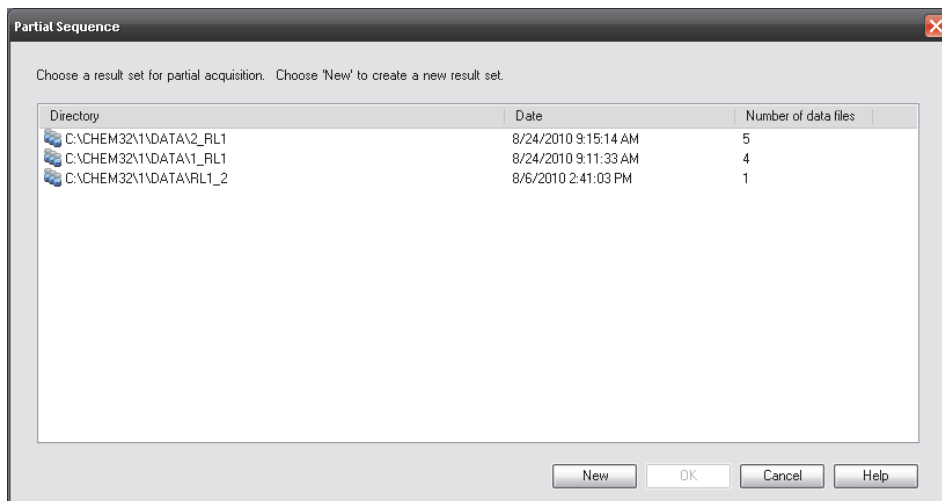 Partial Sequence
Choose a result set for partial acquisition. Choose 'New' to create a new result set.
Directory Date Number of data files
C:\CHEM32\1\DATA\2_RL1 8/24/2010 9:15:14 AM 5
C:\CHEM32\1\DATA\1_RL1 8/24/2010 9:11:33 AM 4
C:\CHEM32\1\DATA\RL1_2 8/6/2010 2:41:03 PM 1
New OK Cancel Help